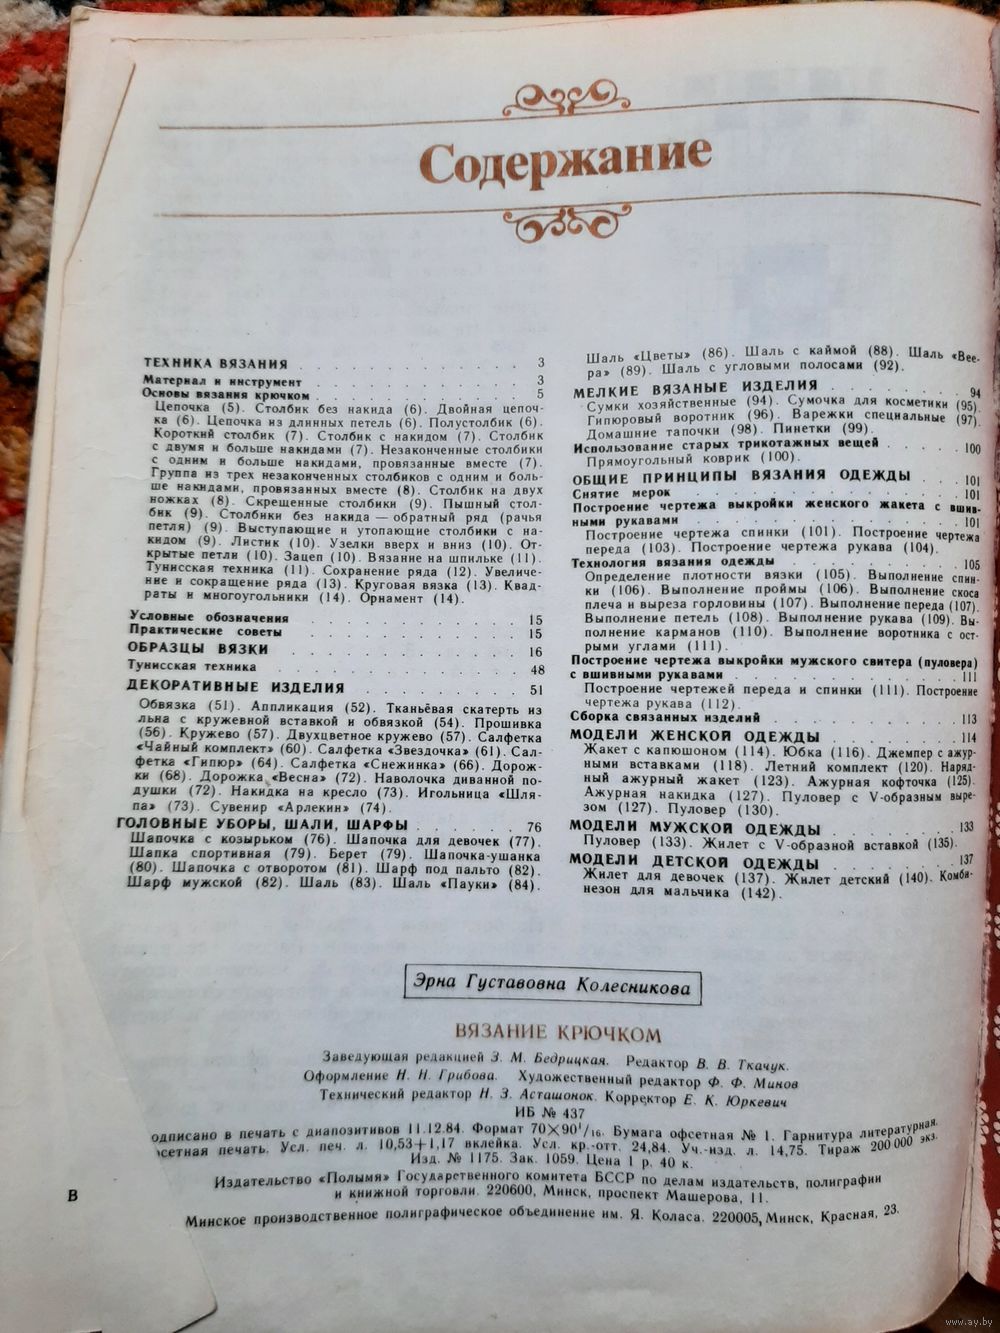 Содержание
ТЕХНИКА ВЯЗАНИЯ . . . . . . . . . . . . . 3
Материал и инструмент . . . . . . . . . . . . 3
Основы вязания крючком . . . . . . . . . . . . 5
Цепочка (5). Столбик без накида (6). Двойная цепоч-
ка (6). Цепочка из длинных петель (6). Полустолбик (6).
Короткий столбик (7). Столбик с накидом (7). Столбик
с двумя и больше накидами (7). Незаконченные столбики
с одним и больше накидами, провязанные вместе (7).
Группа из трех незаконченных столбиков с одним и боль-
ше накидами, провязанных вместе (8). Столбик на двух
ножках (8). Скрещенные столбики (9). Пышный стол-
бик (9). Столбики без накида — обратный ряд (рачья
петля) (9). Выступающие и утопающие столбики с на-
кидом (9). Листик (10). Узелки вверх и вниз (10). От-
крытые петли (10). Зацеп (10). Вязание на шпильке (11).
Тунисская техника (11). Сохранение ряда (12). Увеличе-
ние и сокращение ряда (13). Круговая вязка (13). Квад-
раты и многоугольники (14). Орнамент (14).
Условные обозначения . . . . . . . . . . . . 15
Практические советы . . . . . . . . . . . . 15
ОБРАЗЦЫ ВЯЗКИ . . . . . . . . . . . . . 16
Тунисская техника . . . . . . . . . . . . . 48
ДЕКОРАТИВНЫЕ ИЗДЕЛИЯ . . . . . . . . . 51
Обвязка (51). Аппликация (52). Тканьёвая скатерть из
льна с кружевной вставкой и обвязкой (54). Прошивка
(56). Кружево (57). Двухцветное кружево (57). Салфетка
«Чайный комплект» (60). Салфетка «Звездочка» (61). Сал-
фетка «Гипюр» (64). Салфетка «Снежинка» (66). Дорож-
ки (68). Дорожка «Весна» (72). Наволочка диванной по-
душки (72). Накидка на кресло (73). Игольница «Шля-
па» (73). Сувенир «Арлекин» (74).
ГОЛОВНЫЕ УБОРЫ, ШАЛИ, ШАРФЫ . . . . . . 76
Шапочка с козырьком (76). Шапочка для девочек (77).
Шапка спортивная (79). Берет (79). Шапочка-ушанка
(80). Шапочка с отворотом (81). Шарф под пальто (82).
Шарф мужской (82). Шаль (83). Шаль «Пауки» (84).
Шаль «Цветы» (86). Шаль с каймой (88). Шаль «Вее-
ра» (89). Шаль с угловыми полосами (92).
МЕЛКИЕ ВЯЗАНЫЕ ИЗДЕЛИЯ . . . . . . . . 94
Сумки хозяйственные (94). Сумочка для косметики (95).
Гипюровый воротник (96). Варежки специальные (97).
Домашние тапочки (98). Пинетки (99).
Использование старых трикотажных вещей . . . . 100
Прямоугольный коврик (100).
ОБЩИЕ ПРИНЦИПЫ ВЯЗАНИЯ ОДЕЖДЫ . . 101
Снятие мерок . . . . . . . . . . . . . . 101
Построение чертежа выкройки женского жакета с вшив-
ными рукавами . . . . . . . . . . . . . . 101
Построение чертежа спинки (101). Построение чертежа
переда (103). Построение чертежа рукава (104).
Технология вязания одежды . . . . . . . . . . 105
Определение плотности вязки (105). Выполнение спин-
ки (106). Выполнение проймы (106). Выполнение скоса
плеча и выреза горловины (107). Выполнение переда (107).
Выполнение петель (108). Выполнение рукава (109). Вы-
полнение карманов (110). Выполнение воротника с ост-
рыми углами (111).
Построение чертежа выкройки мужского свитера (пуловера)
с вшивными рукавами . . . . . . . . . . . . 111
Построение чертежей переда и спинки (111). Построение
чертежа рукава (112).
Сборка связанных изделий . . . . . . . . . . 113
МОДЕЛИ ЖЕНСКОЙ ОДЕЖДЫ . . . . . . . . 114
Жакет с капюшоном (114). Юбка (116). Джемпер с ажур-
ными вставками (118). Летний комплект (120). Наряд-
ный ажурный жакет (123). Ажурная кофточка (125).
Ажурная накидка (127). Пуловер с V-образным выре-
зом (127). Пуловер (130).
МОДЕЛИ МУЖСКОЙ ОДЕЖДЫ . . . . . . . . 133
Пуловер (133). Жилет с V-образной вставкой (135).
МОДЕЛИ ДЕТСКОЙ ОДЕЖДЫ . . . . . . . . 137
Жилет для девочек (137). Жилет детский (140). Комби-
незон для мальчика (142).
Эрна Густавовна Колесникова
ВЯЗАНИЕ КРЮЧКОМ
Заведующая редакцией З. М. Бедрицкая. Редактор В. В. Ткачук.
Оформление Н. Н. Грибова. Художественный редактор Ф. Ф. Минов
Технический редактор Н. З. Асташонок. Корректор Е. К. Юркевич
ИБ № 437
одписано в печать с диапозитивов 11.12.84. Формат 70×90¹/₁₆. Бумага офсетная № 1. Гарнитура литературная.
сетная печать. Усл. печ. л. 10,53+1,17 вклейка. Усл. кр.-отт. 24,84. Уч.-изд. л. 14,75. Тираж 200 000 экз.
Изд. № 1175. Зак. 1059. Цена 1 р. 40 к.
Издательство «Полымя» Государственного комитета БССР по делам издательств, полиграфии
и книжной торговли. 220600, Минск, проспект Машерова, 11.
Минское производственное полиграфическое объединение им. Я. Коласа. 220005, Минск, Красная, 23.
В
www.ay.by